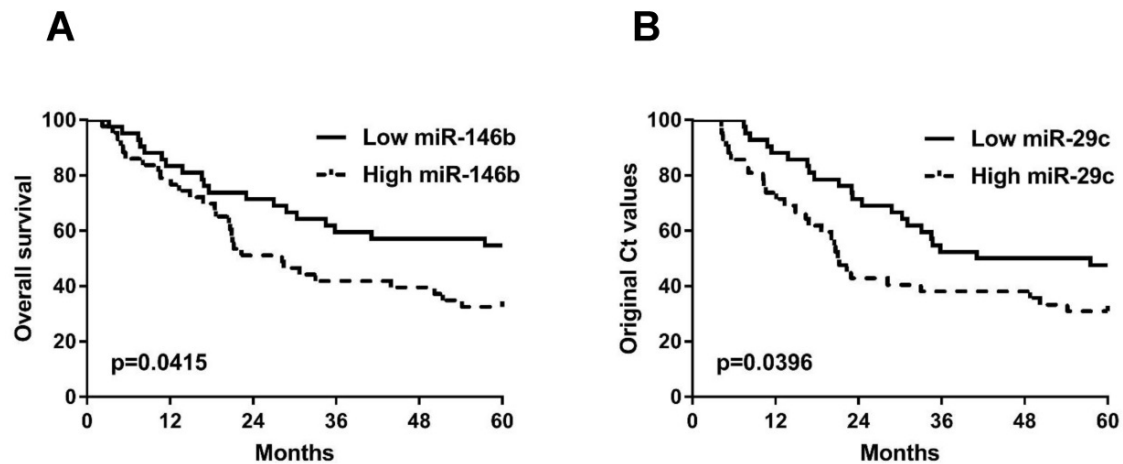 A
B
100
80
60
40
20
0
Overall survival
Low miR-146b
High miR-146b
p=0.0415
0 12 24 36 48 60
Months
100
80
60
40
20
0
Original Ct values
Low miR-29c
High miR-29c
p=0.0396
0 12 24 36 48 60
Months